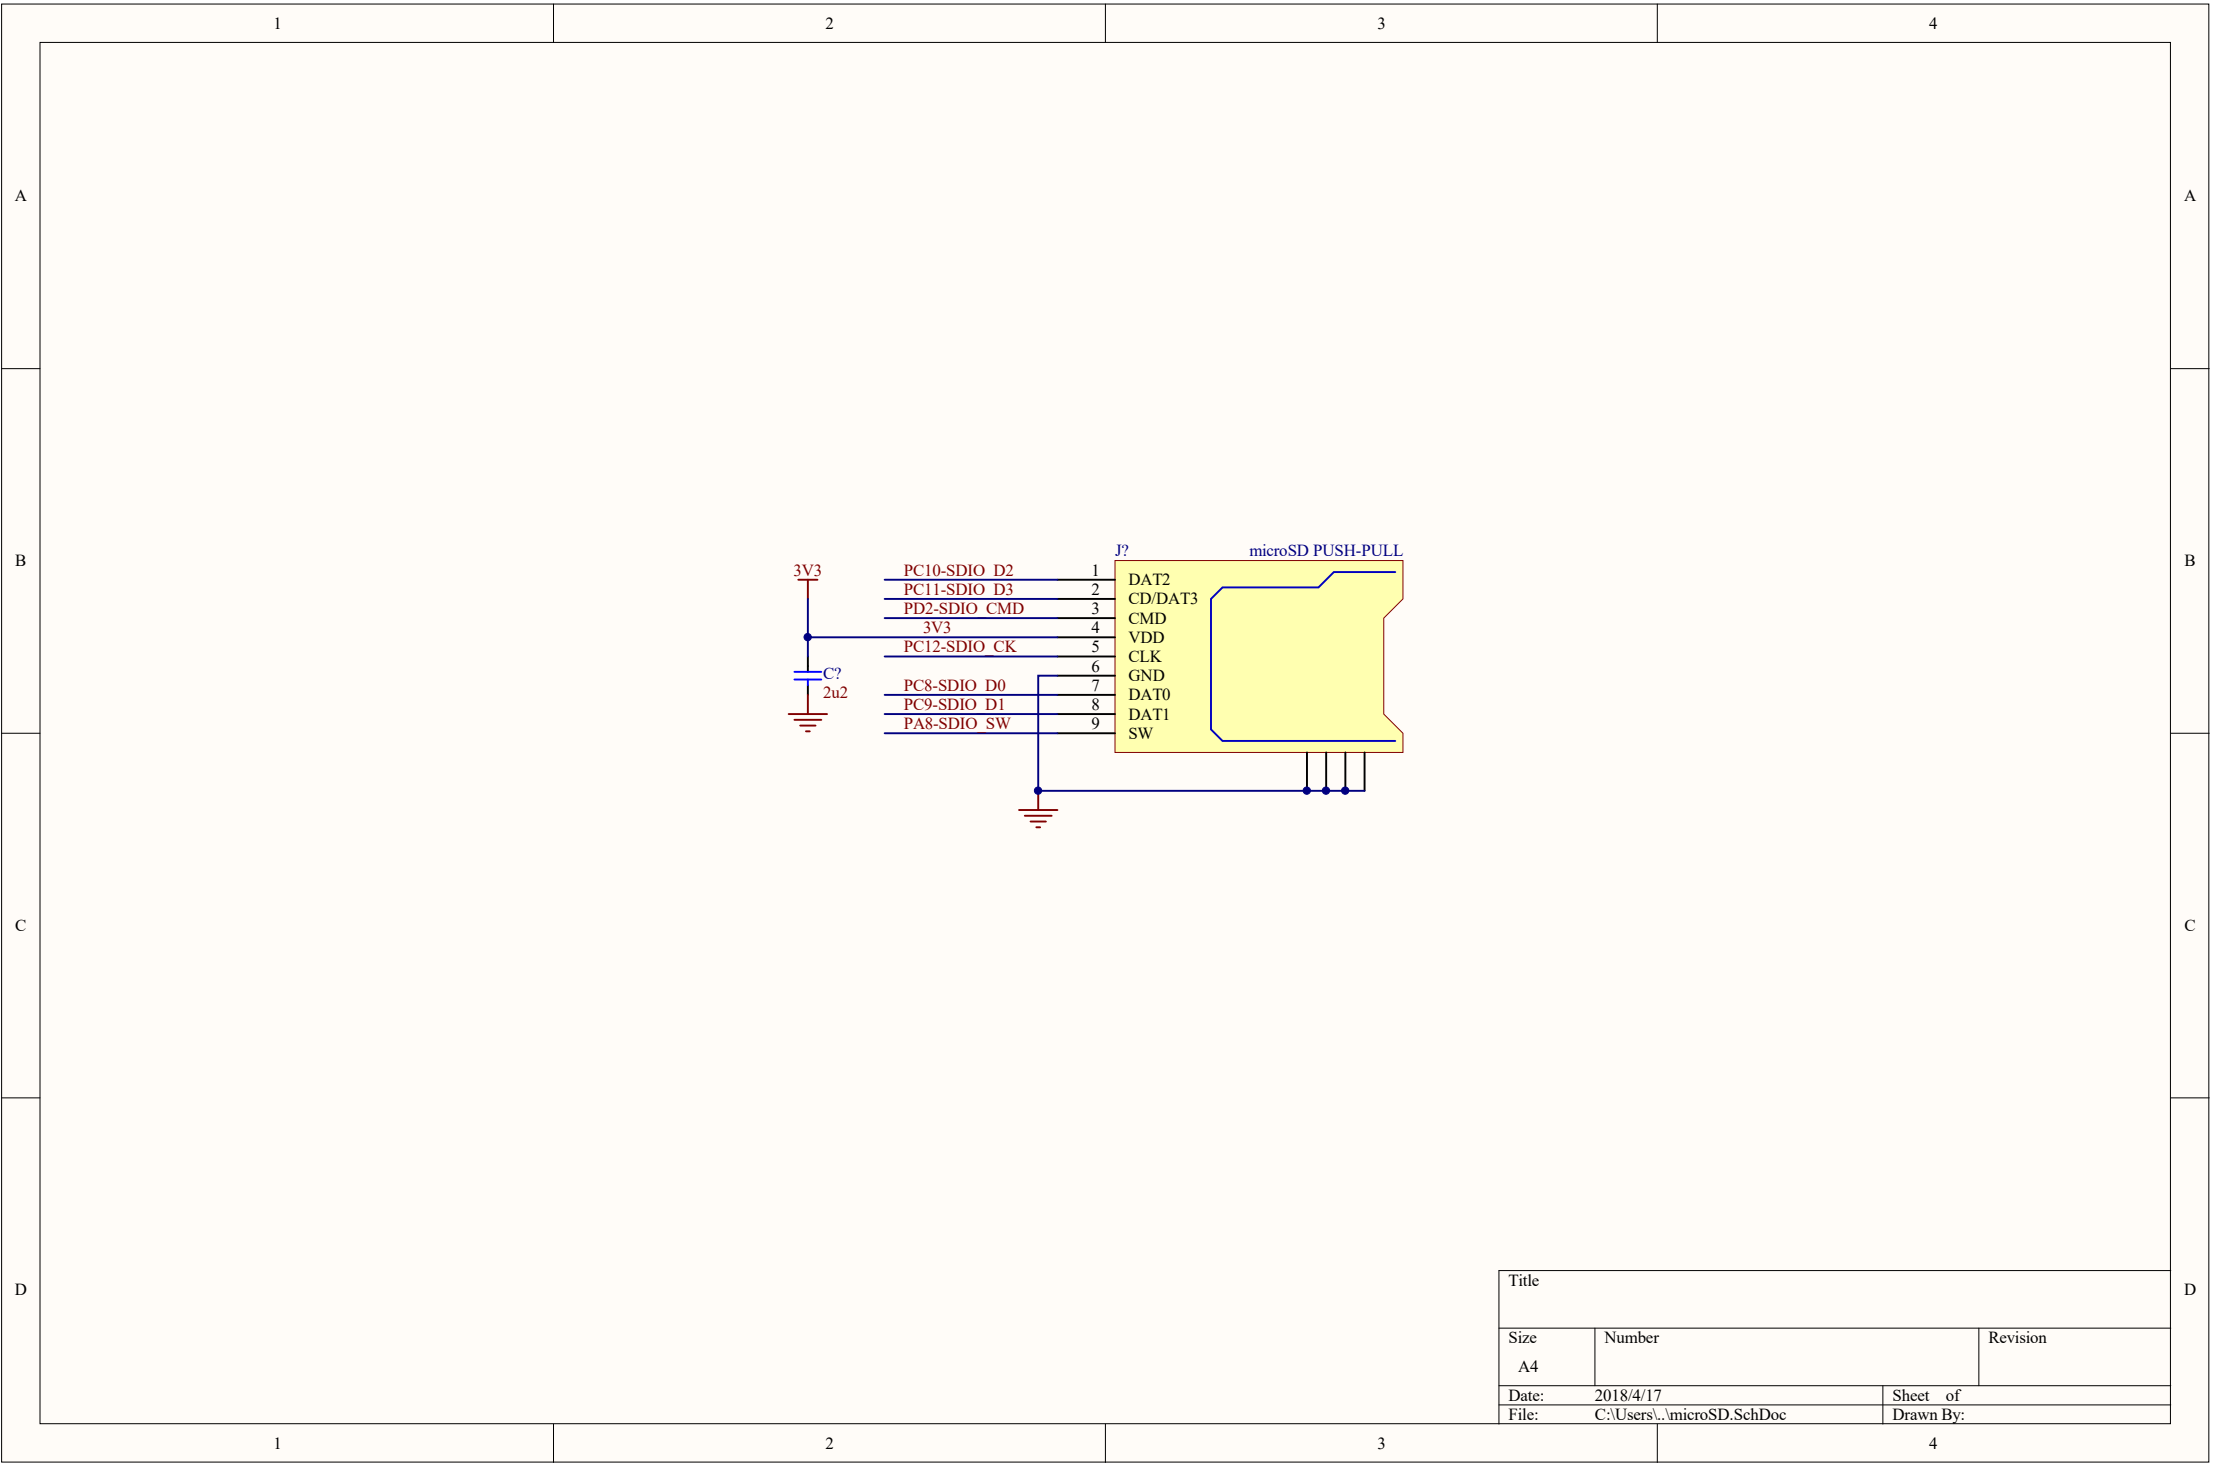 1 2 3 4
A A
J? microSD PUSH-PULL
B B
3V3
PC10-SDIO_D2 1 DAT2
PC11-SDIO_D3 2 CD/DAT3
PD2-SDIO_CMD 3 CMD
3V3 4 VDD
PC12-SDIO_CK 5 CLK
6 GND
C?
2u2
PC8-SDIO_D0 7 DAT0
PC9-SDIO_D1 8 DAT1
PA8-SDIO_SW 9 SW
C C
D D
Title
Size Number Revision
A4
Date: 2018/4/17 Sheet of
File: C:\Users\..\microSD.SchDoc Drawn By:
1 2 3 4